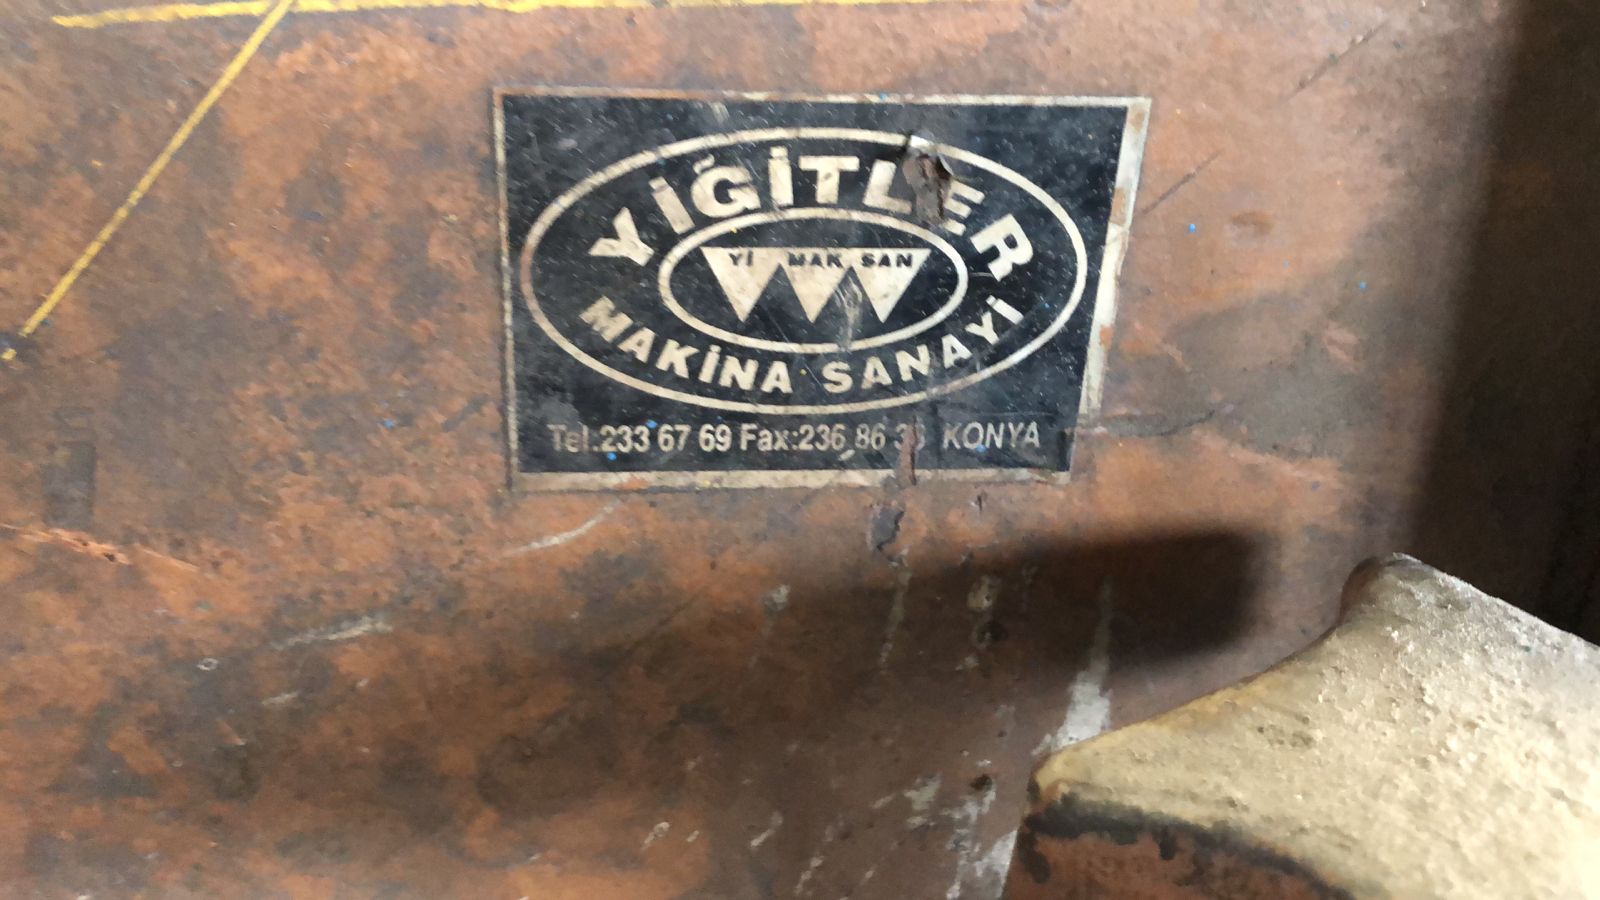 YİĞİTLER
Yİ MAK SAN
MAKİNA SANAYİ
Tel:233 67 69 Fax:236 86 KONYA